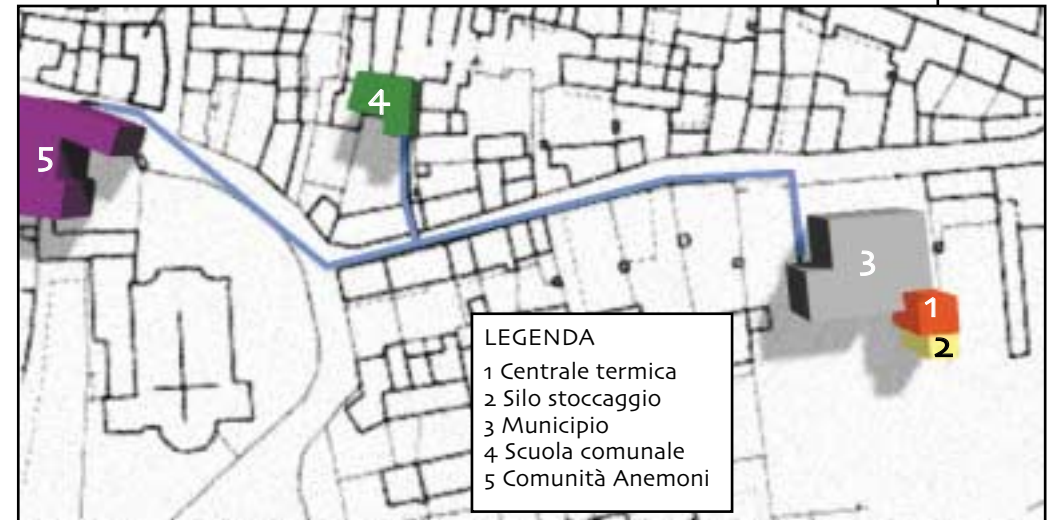 4
5
3
1
2
LEGENDA
1 Centrale termica
2 Silo stoccaggio
3 Municipio
4 Scuola comunale
5 Comunità Anemoni